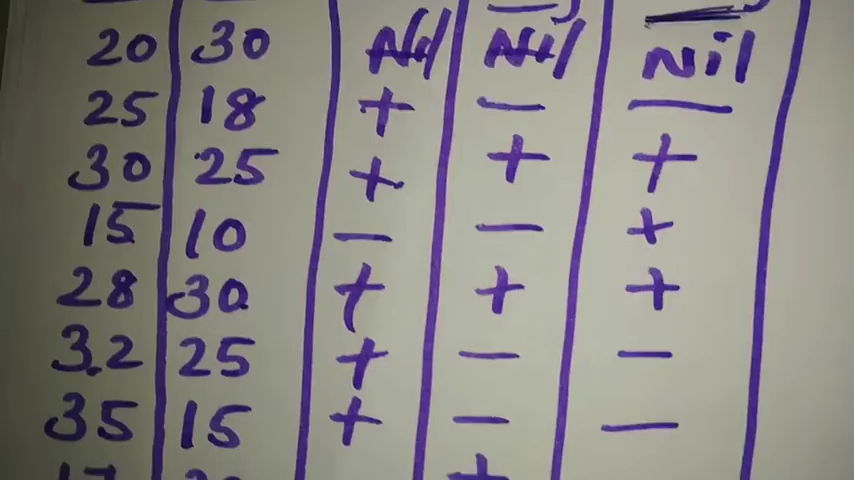 20 30 Nil Nil Nil
25 18 + - -
30 25 + + +
15 10 - - +
28 30 + + +
32 25 + - -
35 15 + - -
+